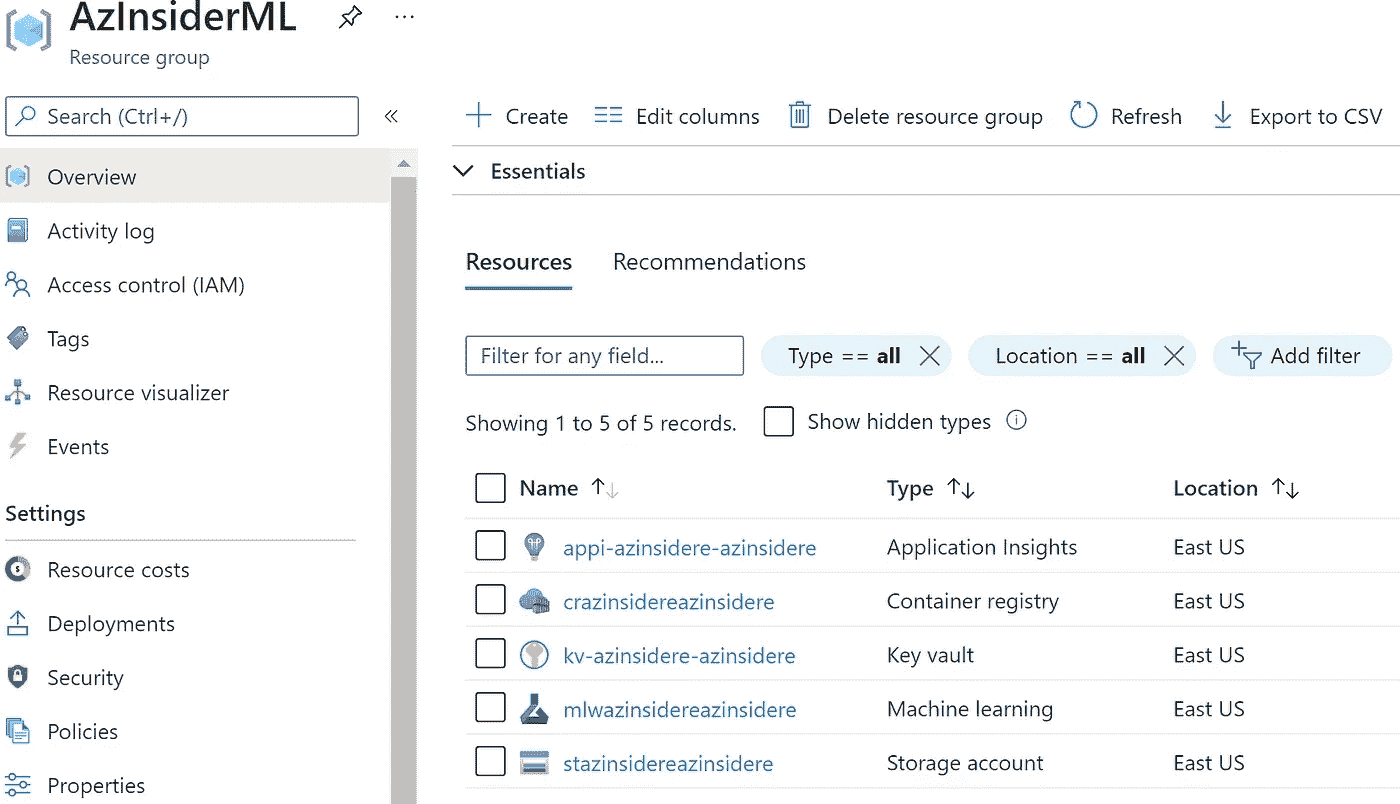 AzInsiderML
Resource group
Search (Ctrl+/)
Overview
Activity log
Access control (IAM)
Tags
Resource visualizer
Events
Settings
Resource costs
Deployments
Security
Policies
Properties
Create Edit columns Delete resource group Refresh Export to CSV
Essentials
Resources Recommendations
Filter for any field... Type == all Location == all Add filter
Showing 1 to 5 of 5 records. Show hidden types
Name Type Location
appi-azinsidere-azinsidere Application Insights East US
crazinsidereazinsidere Container registry East US
kv-azinsidere-azinsidere Key vault East US
mlwazinsidereazinsidere Machine learning East US
stazinsidereazinsidere Storage account East US